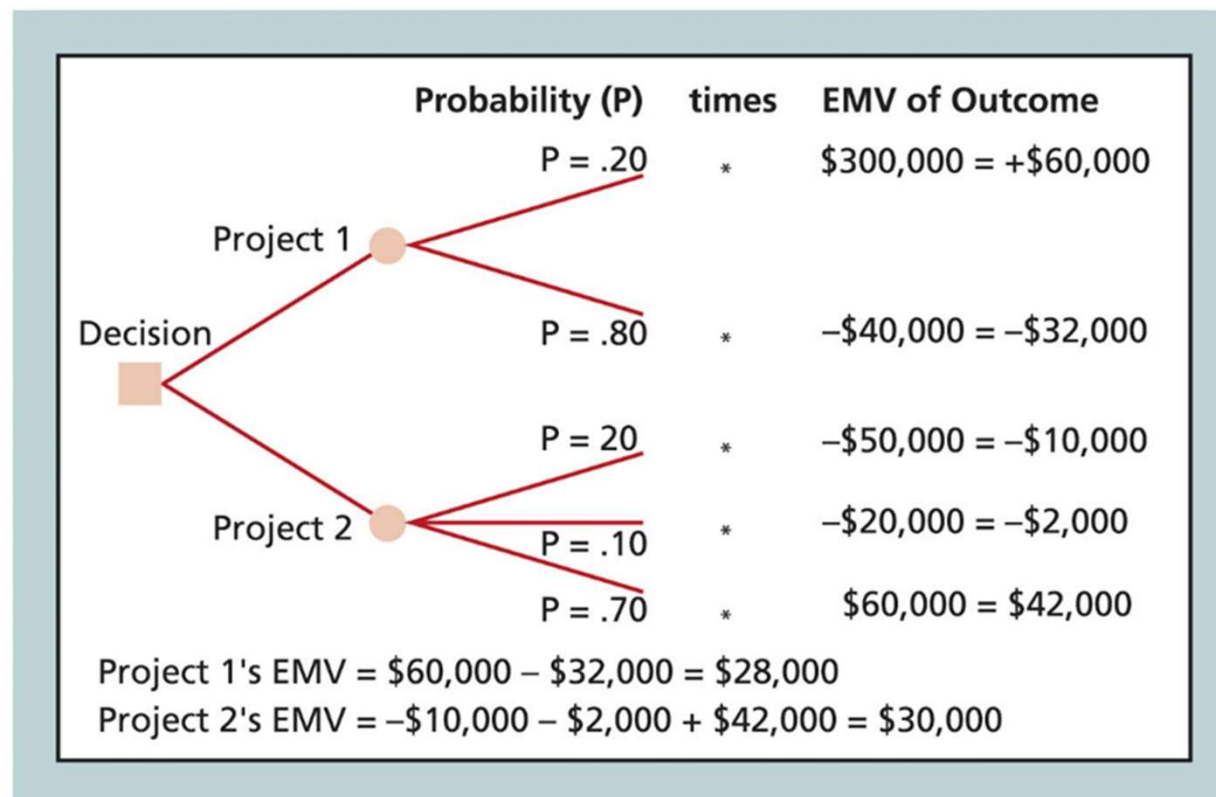 Probability (P) times EMV of Outcome
P = .20 * $300,000 = +$60,000
Project 1
P = .80 * –$40,000 = –$32,000
Decision
P = 20 * –$50,000 = –$10,000
Project 2
P = .10 * –$20,000 = –$2,000
P = .70 * $60,000 = $42,000
Project 1's EMV = $60,000 – $32,000 = $28,000
Project 2's EMV = –$10,000 – $2,000 + $42,000 = $30,000